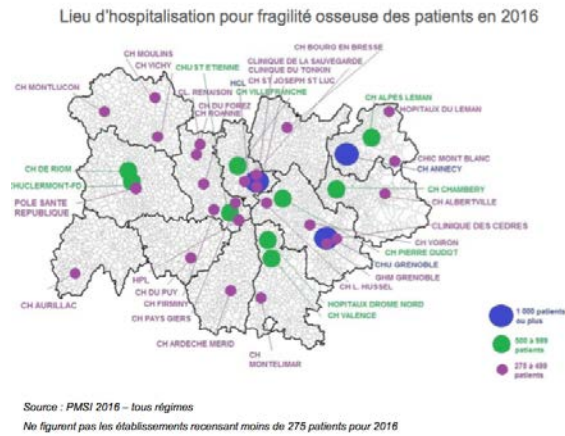 Lieu d'hospitalisation pour fragilité osseuse des patients en 2016
CH MOULINS
CH VICHY
CH MONTLUCON
CHU ST ETIENNE
CL. RENAISON
CH DU FOREZ
CH ROANNE
HCL
CH BOURG EN BRESSE
CLINIQUE DE LA SAUVEGARDE
CLINIQUE DU TONKIN
CH ST JOSEPH ST LUC
CH VILLEFRANCHE
CH ALPES LEMAN
HOPITAUX DU LEMAN
CHIC MONT BLANC
CH ANNECY
CH DE RIOM
CHUCLERMONT-FD
POLE SANTE
REPUBLIQUE
CH CHAMBERY
CH ALBERTVILLE
CLINIQUE DES CEDRES
CH VOIRON
CH PIERRE OUDOT
CHU GRENOBLE
GHM GRENOBLE
CH L. HUSSEL
HOPITAUX DROME NORD
CH VALENCE
CH AURILLAC
HPL
CH DU PUY
CH FIRMINY
CH PAYS GIERS
CH ARDECHE MERID
CH
MONTELIMAR
1 000 patients
ou plus
500 à 999
patients
275 à 499
patients
Source : PMSI 2016 – tous régimes
Ne figurent pas les établissements recensant moins de 275 patients pour 2016